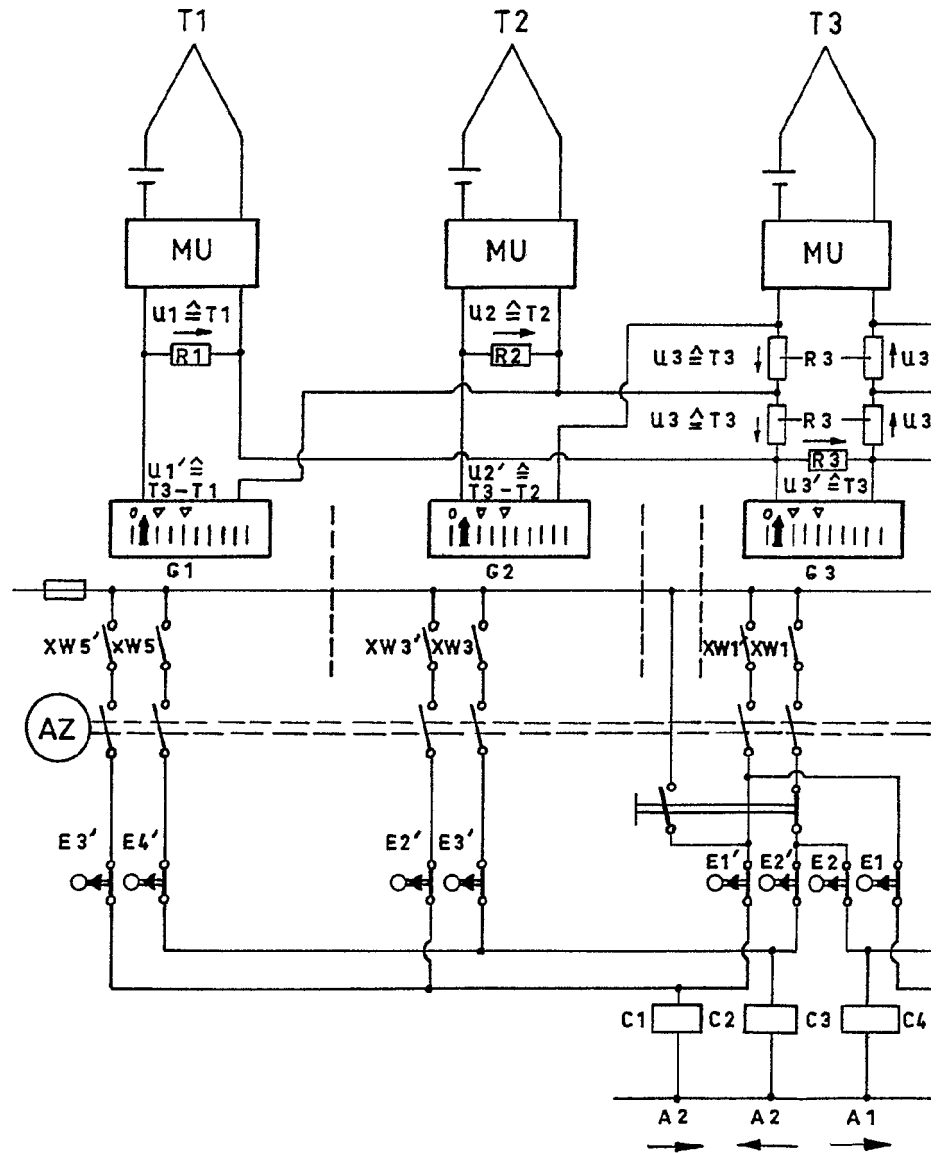 T1 T2 T3
MU MU MU
U1≙T1 U2≙T2
R1 R2 U3≙T3 R3 U3
U3≙T3 R3 U3
R3
U1'≙ U2'≙ U3'≙T3
T3-T1 T3-T2
0 0 0
G1 G2 G3
XW5' XW5 XW3' XW3 XW1' XW1
AZ
E3' E4' E2' E3' E1' E2' E2 E1
C1 C2 C3 C4
A2 A2 A1